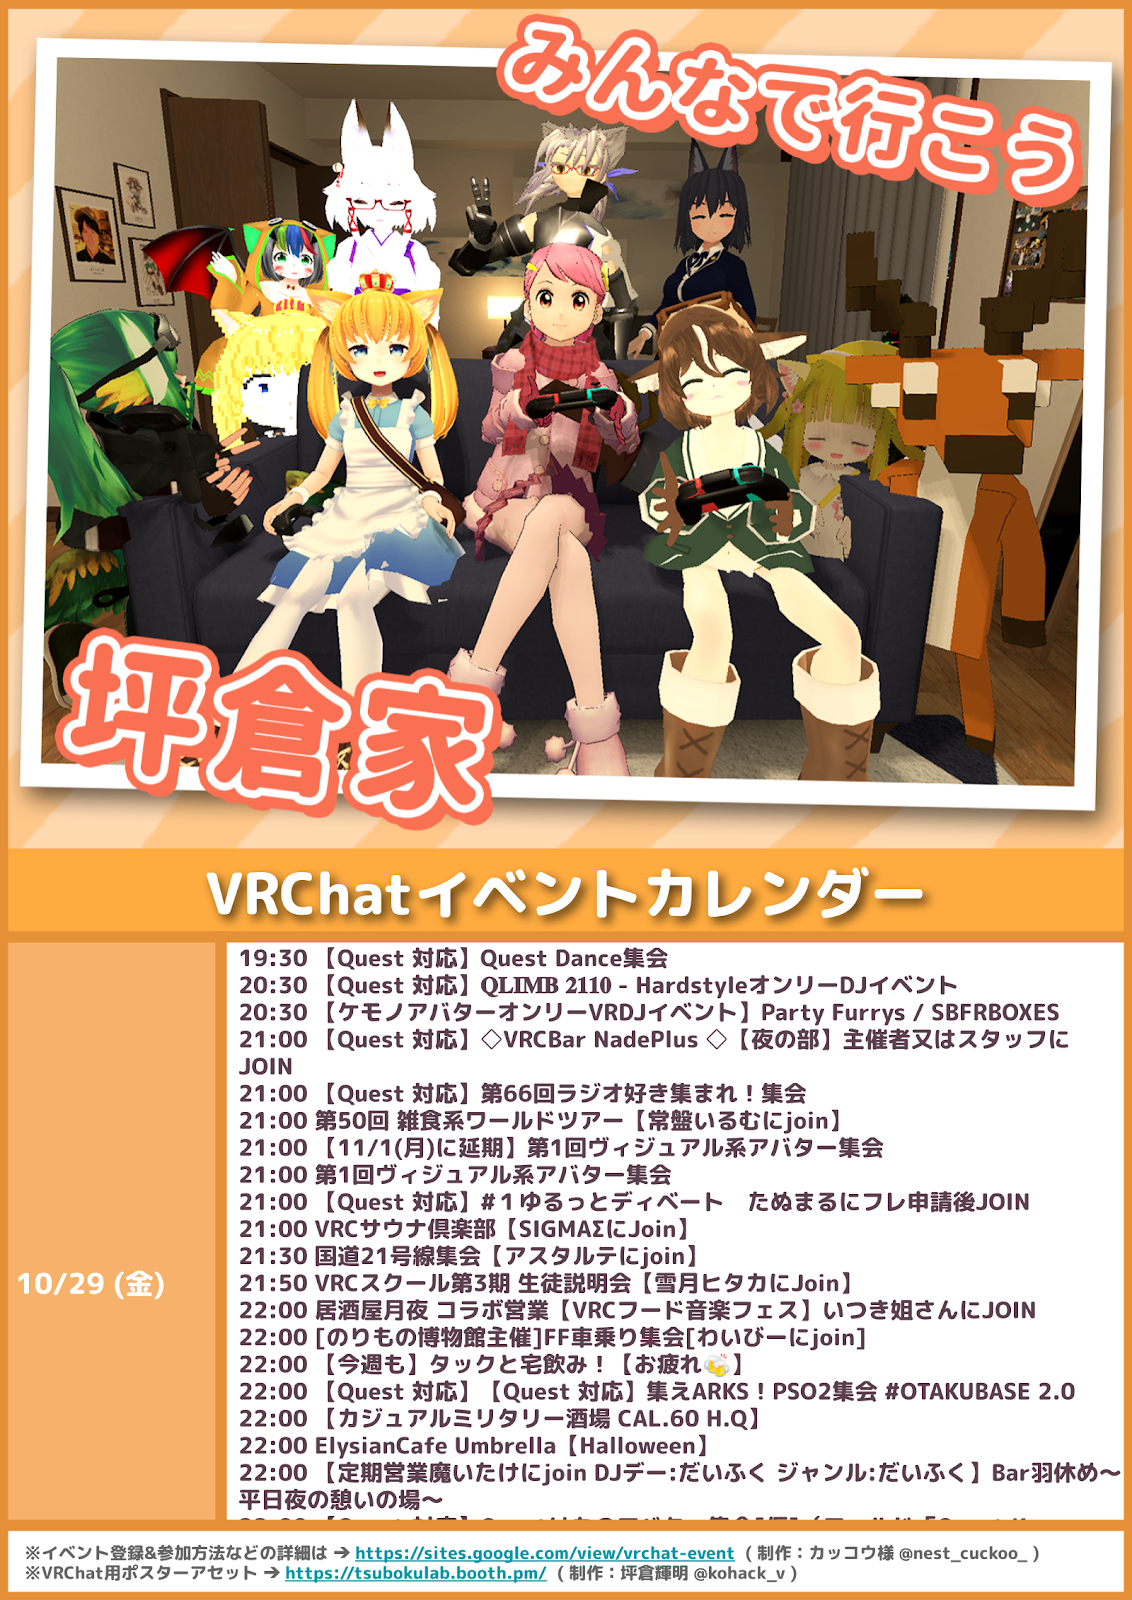 みんなで行こう
坪倉家
VRChatイベントカレンダー
10/29 (金)
19:30 【Quest 対応】Quest Dance集会
20:30 【Quest 対応】QLIMB 2110 - HardstyleオンリーDJイベント
20:30 【ケモノアバターオンリーVRDJイベント】Party Furrys / SBFRBOXES
21:00 【Quest 対応】◇VRCBar NadePlus ◇【夜の部】主催者又はスタッフに
JOIN
21:00 【Quest 対応】第66回ラジオ好き集まれ！集会
21:00 第50回 雑食系ワールドツアー【常盤いるむにjoin】
21:00 【11/1(月)に延期】第1回ヴィジュアル系アバター集会
21:00 第1回ヴィジュアル系アバター集会
21:00 【Quest 対応】#１ゆるっとディベート　たぬまるにフレ申請後JOIN
21:00 VRCサウナ倶楽部【SIGMAΣにJoin】
21:30 国道21号線集会【アスタルテにjoin】
21:50 VRCスクール第3期 生徒説明会【雪月ヒタカにJoin】
22:00 居酒屋月夜 コラボ営業【VRCフード音楽フェス】いつき姐さんにJOIN
22:00 [のりもの博物館主催]FF車乗り集会[わいびーにjoin]
22:00 【今週も】タックと宅飲み！【お疲れ🍻】
22:00 【Quest 対応】【Quest 対応】集えARKS！PSO2集会 #OTAKUBASE 2.0
22:00 【カジュアルミリタリー酒場 CAL.60 H.Q】
22:00 ElysianCafe Umbrella【Halloween】
22:00 【定期営業魔いたけにjoin DJデー:だいふく ジャンル:だいふく】Bar羽休め～
平日夜の憩いの場～
※イベント登録&参加方法などの詳細は ➔ https://sites.google.com/view/vrchat-event ( 制作：カッコウ様 @nest_cuckoo_ )
※VRChat用ポスターアセット ➔ https://tsubokulab.booth.pm/ ( 制作：坪倉輝明 @kohack_v )